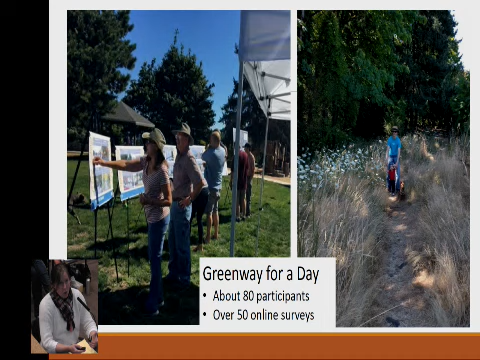 Greenway for a Day
• About 80 participants
• Over 50 online surveys